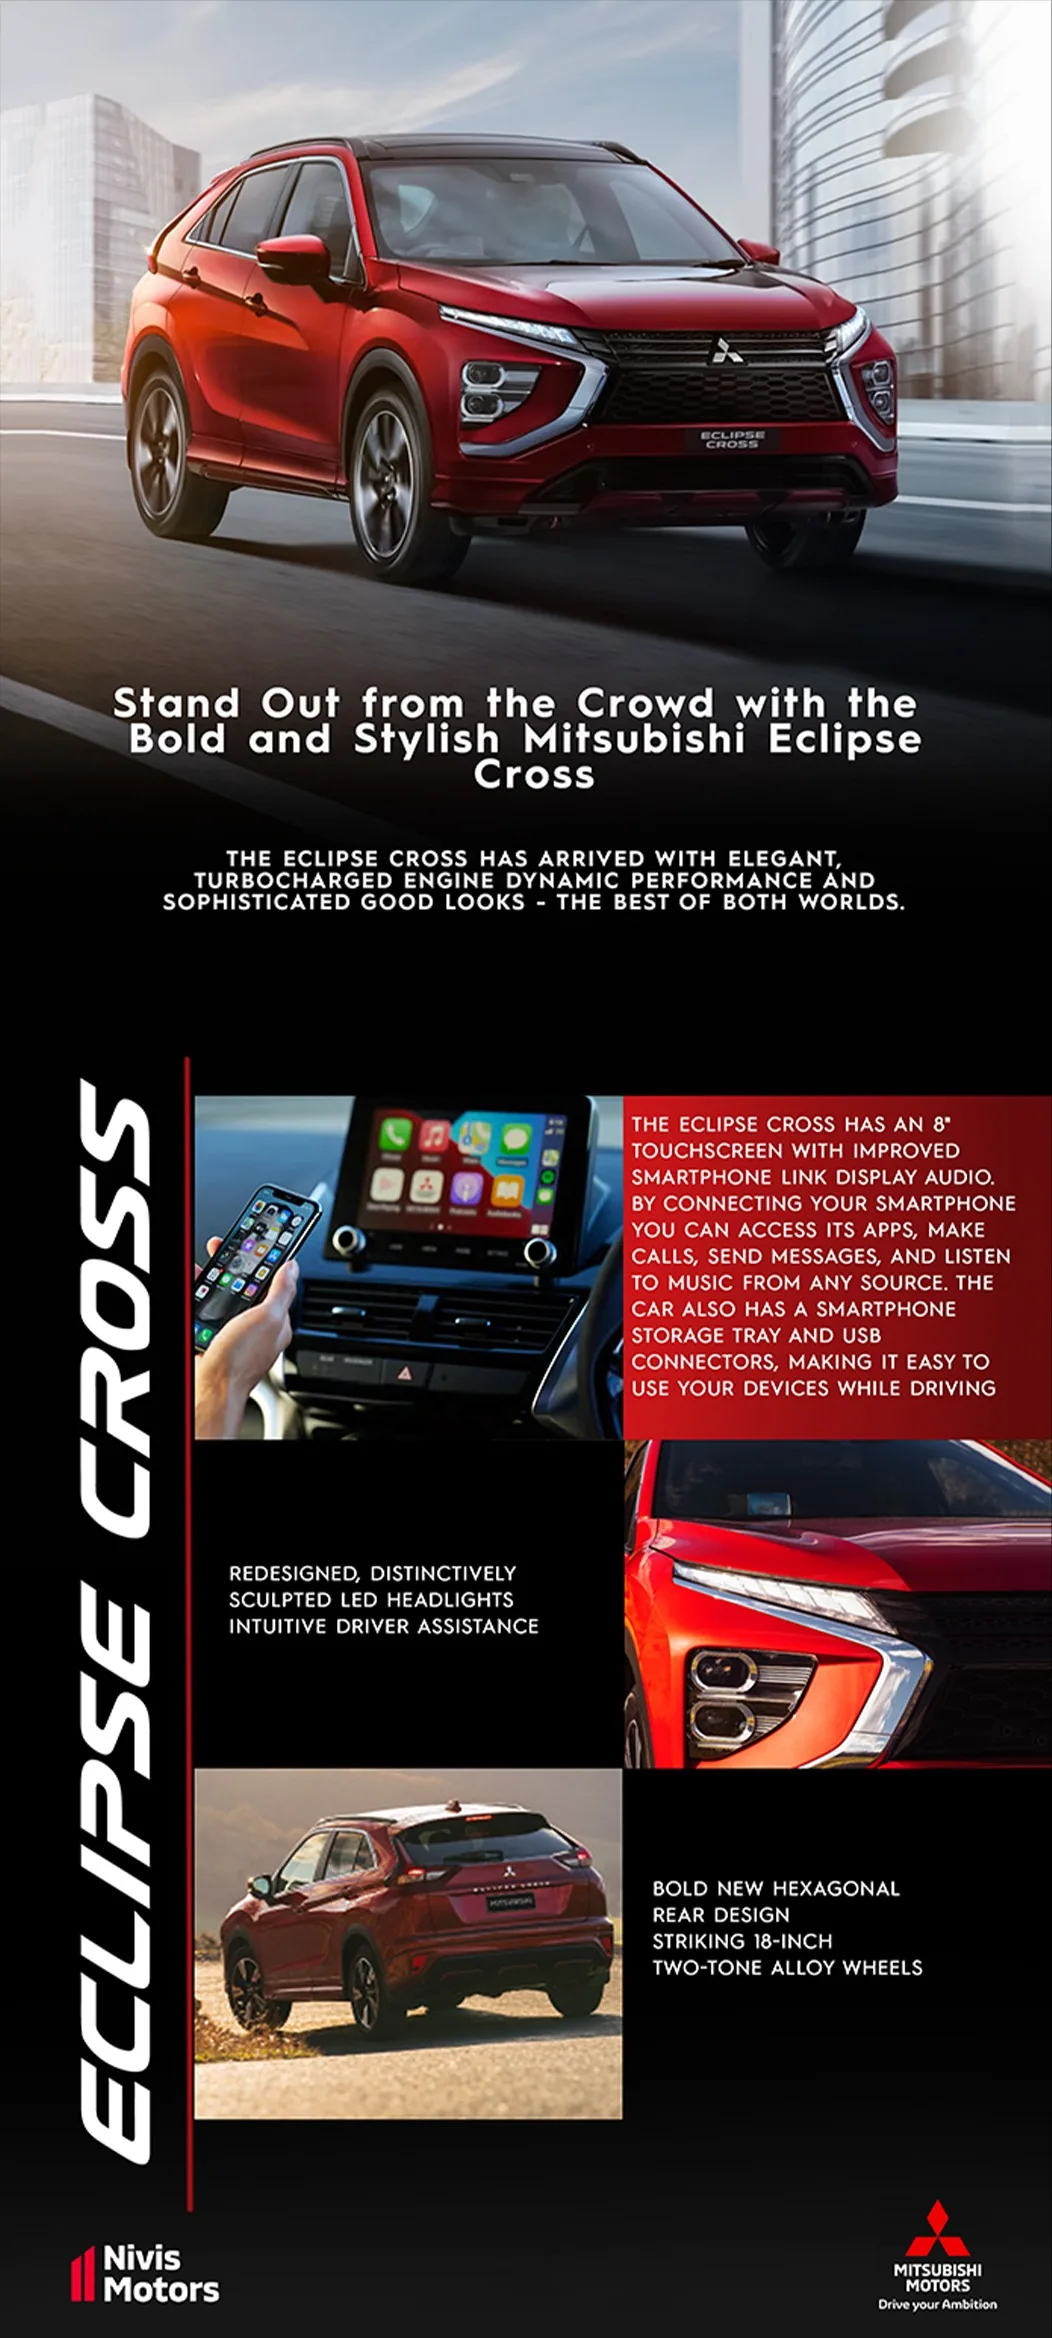 ECLIPSE
CROSS
Stand Out from the Crowd with the
Bold and Stylish Mitsubishi Eclipse
Cross
THE ECLIPSE CROSS HAS ARRIVED WITH ELEGANT,
TURBOCHARGED ENGINE DYNAMIC PERFORMANCE AND
SOPHISTICATED GOOD LOOKS - THE BEST OF BOTH WORLDS.
ECLIPSE CROSS
THE ECLIPSE CROSS HAS AN 8"
TOUCHSCREEN WITH IMPROVED
SMARTPHONE LINK DISPLAY AUDIO.
BY CONNECTING YOUR SMARTPHONE
YOU CAN ACCESS ITS APPS, MAKE
CALLS, SEND MESSAGES, AND LISTEN
TO MUSIC FROM ANY SOURCE. THE
CAR ALSO HAS A SMARTPHONE
STORAGE TRAY AND USB
CONNECTORS, MAKING IT EASY TO
USE YOUR DEVICES WHILE DRIVING
REDESIGNED, DISTINCTIVELY
SCULPTED LED HEADLIGHTS
INTUITIVE DRIVER ASSISTANCE
MITSUBISHI
BOLD NEW HEXAGONAL
REAR DESIGN
STRIKING 18-INCH
TWO-TONE ALLOY WHEELS
Nivis
Motors
MITSUBISHI
MOTORS
Drive your Ambition